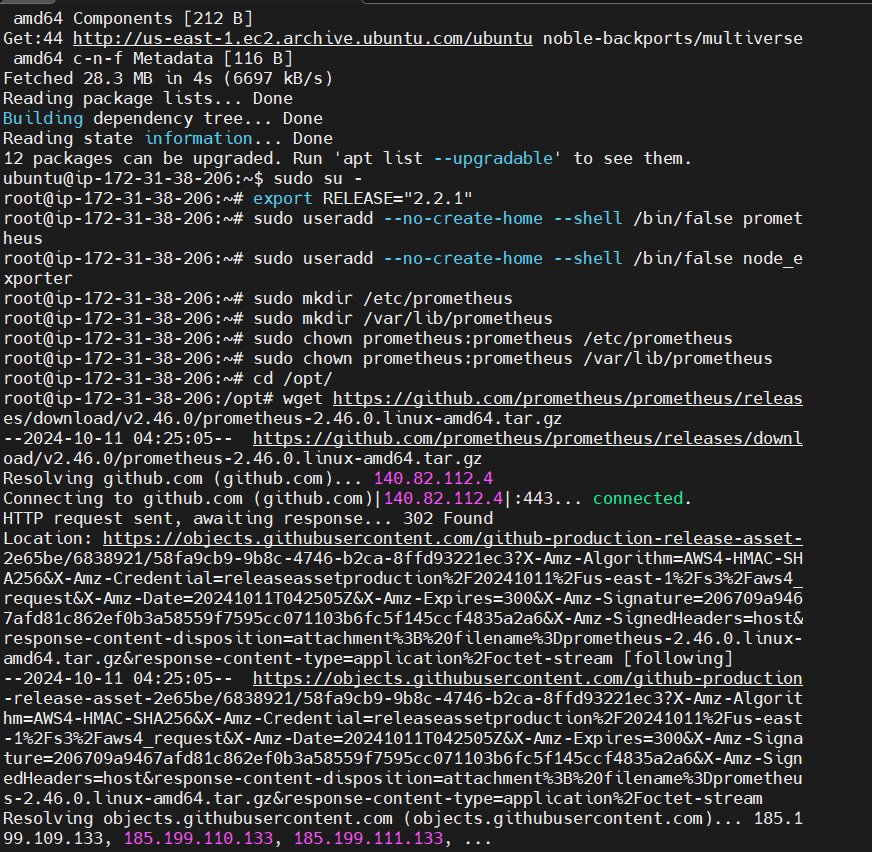 amd64 Components [212 B]
Get:44 http://us-east-1.ec2.archive.ubuntu.com/ubuntu noble-backports/multiverse
amd64 c-n-f Metadata [116 B]
Fetched 28.3 MB in 4s (6697 kB/s)
Reading package lists... Done
Building dependency tree... Done
Reading state information... Done
12 packages can be upgraded. Run 'apt list --upgradable' to see them.
ubuntu@ip-172-31-38-206:~$ sudo su -
root@ip-172-31-38-206:~# export RELEASE="2.2.1"
root@ip-172-31-38-206:~# sudo useradd --no-create-home --shell /bin/false promet
heus
root@ip-172-31-38-206:~# sudo useradd --no-create-home --shell /bin/false node_e
xporter
root@ip-172-31-38-206:~# sudo mkdir /etc/prometheus
root@ip-172-31-38-206:~# sudo mkdir /var/lib/prometheus
root@ip-172-31-38-206:~# sudo chown prometheus:prometheus /etc/prometheus
root@ip-172-31-38-206:~# sudo chown prometheus:prometheus /var/lib/prometheus
root@ip-172-31-38-206:~# cd /opt/
root@ip-172-31-38-206:/opt# wget https://github.com/prometheus/prometheus/releas
es/download/v2.46.0/prometheus-2.46.0.linux-amd64.tar.gz
--2024-10-11 04:25:05--  https://github.com/prometheus/prometheus/releases/downl
oad/v2.46.0/prometheus-2.46.0.linux-amd64.tar.gz
Resolving github.com (github.com)... 140.82.112.4
Connecting to github.com (github.com)|140.82.112.4|:443... connected.
HTTP request sent, awaiting response... 302 Found
Location: https://objects.githubusercontent.com/github-production-release-asset-
2e65be/6838921/58fa9cb9-9b8c-4746-b2ca-8ffd93221ec3?X-Amz-Algorithm=AWS4-HMAC-SH
A256&X-Amz-Credential=releaseassetproduction%2F20241011%2Fus-east-1%2Fs3%2Faws4_
request&X-Amz-Date=20241011T042505Z&X-Amz-Expires=300&X-Amz-Signature=206709a946
7afd81c862ef0b3a58559f7595cc071103b6fc5f145ccf4835a2a6&X-Amz-SignedHeaders=host&
response-content-disposition=attachment%3B%20filename%3Dprometheus-2.46.0.linux-
amd64.tar.gz&response-content-type=application%2Foctet-stream [following]
--2024-10-11 04:25:05--  https://objects.githubusercontent.com/github-production
-release-asset-2e65be/6838921/58fa9cb9-9b8c-4746-b2ca-8ffd93221ec3?X-Amz-Algorit
hm=AWS4-HMAC-SHA256&X-Amz-Credential=releaseassetproduction%2F20241011%2Fus-east
-1%2Fs3%2Faws4_request&X-Amz-Date=20241011T042505Z&X-Amz-Expires=300&X-Amz-Signa
ture=206709a9467afd81c862ef0b3a58559f7595cc071103b6fc5f145ccf4835a2a6&X-Amz-Sign
edHeaders=host&response-content-disposition=attachment%3B%20filename%3Dprometheu
s-2.46.0.linux-amd64.tar.gz&response-content-type=application%2Foctet-stream
Resolving objects.githubusercontent.com (objects.githubusercontent.com)... 185.1
99.109.133, 185.199.110.133, 185.199.111.133, ...